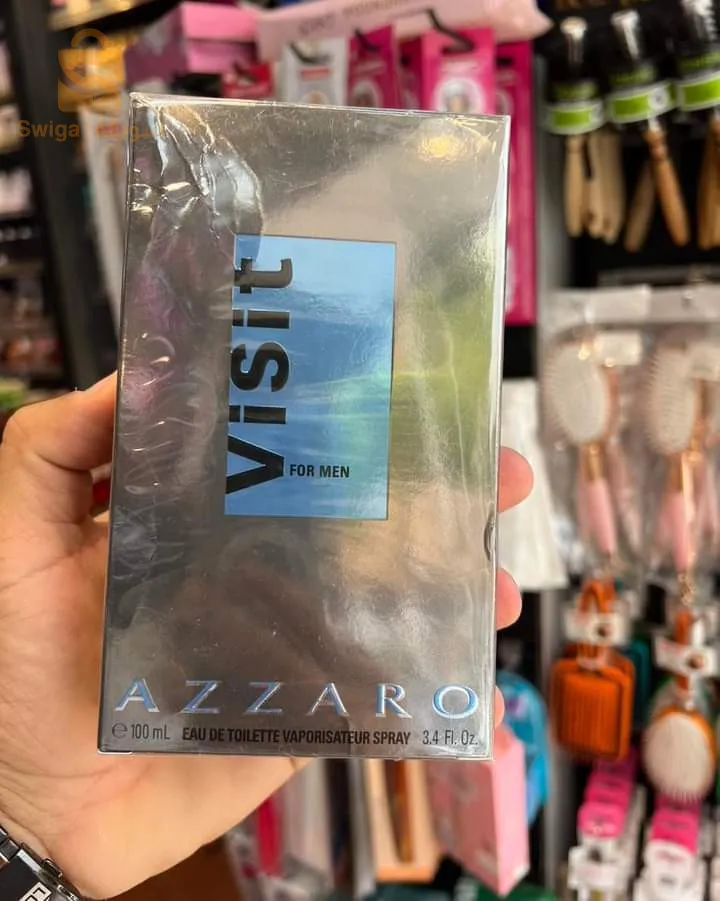 Visit
FOR MEN
AZZARO
e 100 mL EAU DE TOILETTE VAPORISATEUR SPRAY 3.4 Fl. Oz.